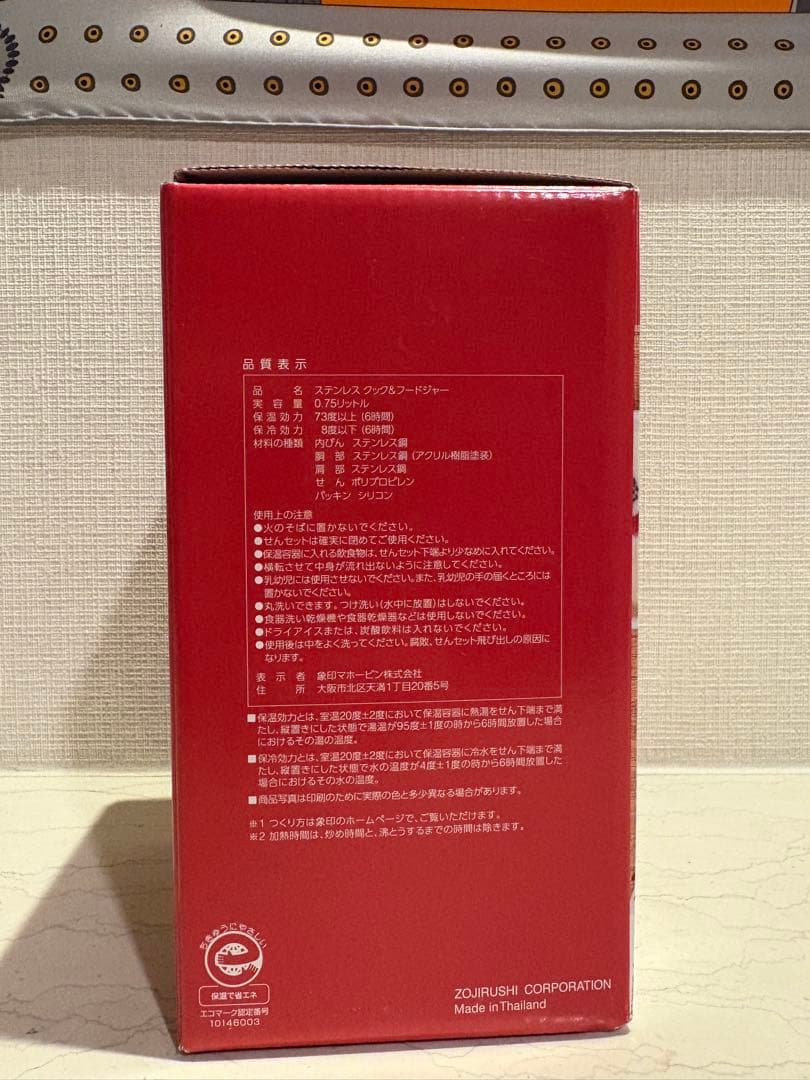 品質表示
品名 ステンレス クック&フードジャー
実容量 0.75リットル
保温効力 73度以上(6時間)
保冷効力 8度以下(6時間)
材料の種類 内びん ステンレス鋼
胴部 ステンレス鋼(アクリル樹脂塗装)
肩部 ステンレス鋼
せん ポリプロピレン
パッキン シリコン
使用上の注意
●火のそばに置かないでください。
●せんセットは確実に閉めてご使用ください。
●保温容器に入れる飲食物は、せんセット下端より少なめに入れてください。
●横転させて中身が流れ出ないように注意してください。
●乳幼児には使用させないでください。また、乳幼児の手の届くところには
置かないでください。
●丸洗いできます。つけ洗い(水中に放置)はしないでください。
●食器洗い乾燥機や食器乾燥器などは使用しないでください。
●ドライアイスまたは、炭酸飲料は入れないでください。
●使用後は中をよく洗ってください。腐敗、せんセット飛び出しの原因に
なります。
表示者 象印マホービン株式会社
住所 大阪市北区天満1丁目20番5号
■保温効力とは、室温20度±2度において保温容器に熱湯をせん下端まで満
たし、縦置きにした状態で湯温が95度±1度の時から6時間放置した場合
におけるその湯の温度。
■保冷効力とは、室温20度±2度において保温容器に冷水をせん下端まで満
たし、縦置きにした状態で水の温度が4度±1度の時から6時間放置した
場合におけるその水の温度。
■商品写真は印刷のために実際の色と多少異なる場合があります。
※1 つくり方は象印のホームページで、ご覧いただけます。
※2 加熱時間は、炒め時間と、沸とうするまでの時間は除きます。
ちきゅうにやさしい
保温で省エネ
エコマーク認定番号
10146003
ZOJIRUSHI CORPORATION
Made in Thailand